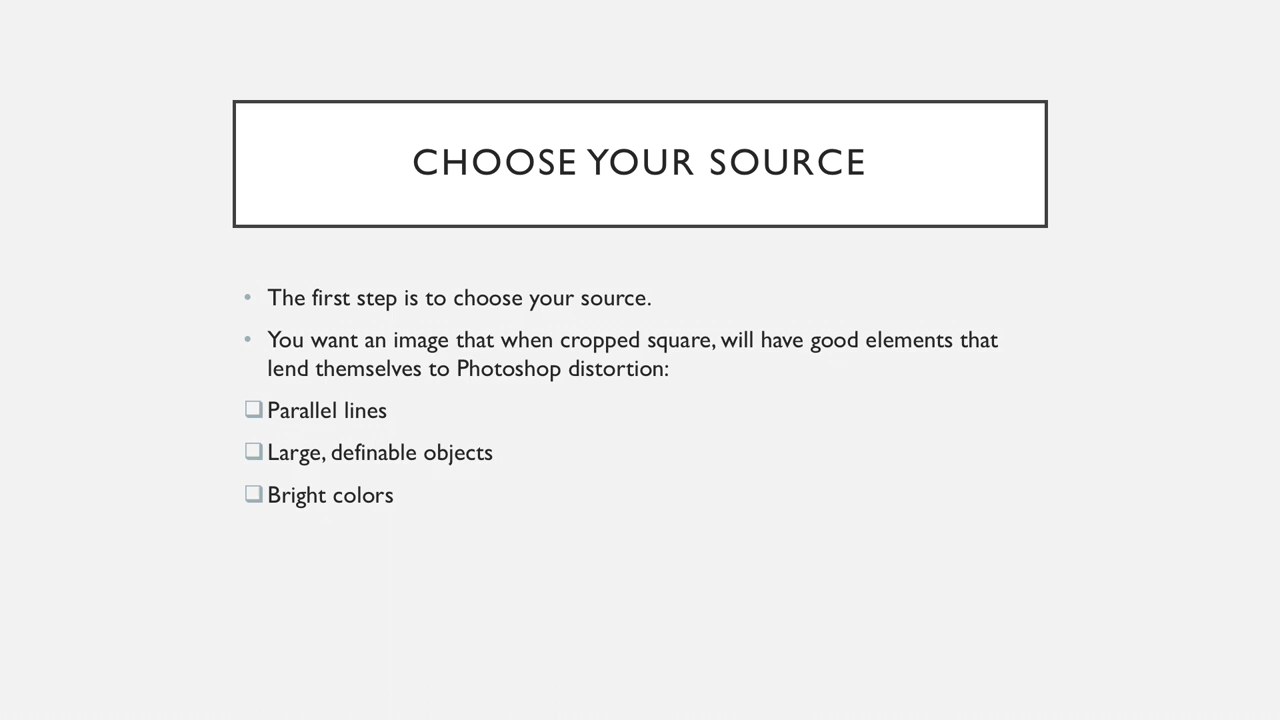 CHOOSE YOUR SOURCE
• The first step is to choose your source.
• You want an image that when cropped square, will have good elements that
lend themselves to Photoshop distortion:
❑ Parallel lines
❑ Large, definable objects
❑ Bright colors